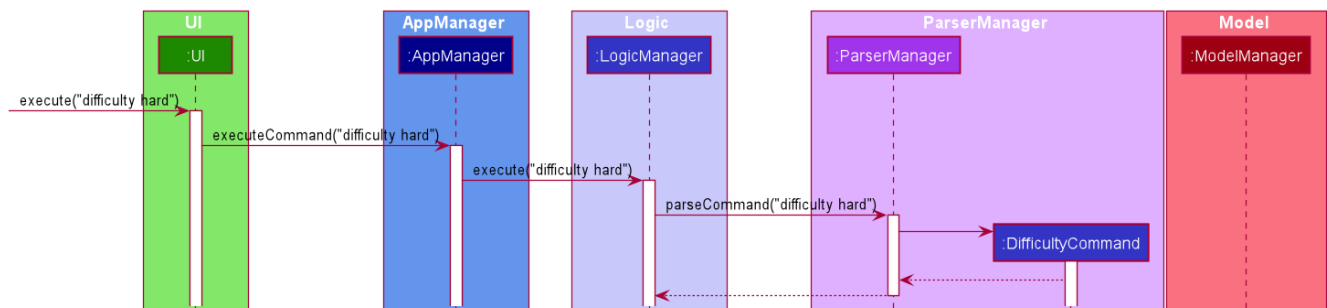 UI
AppManager
Logic
ParserManager
Model
:UI
:AppManager
:LogicManager
:ParserManager
:ModelManager
execute("difficulty hard")
executeCommand("difficulty hard")
execute("difficulty hard")
parseCommand("difficulty hard")
:DifficultyCommand